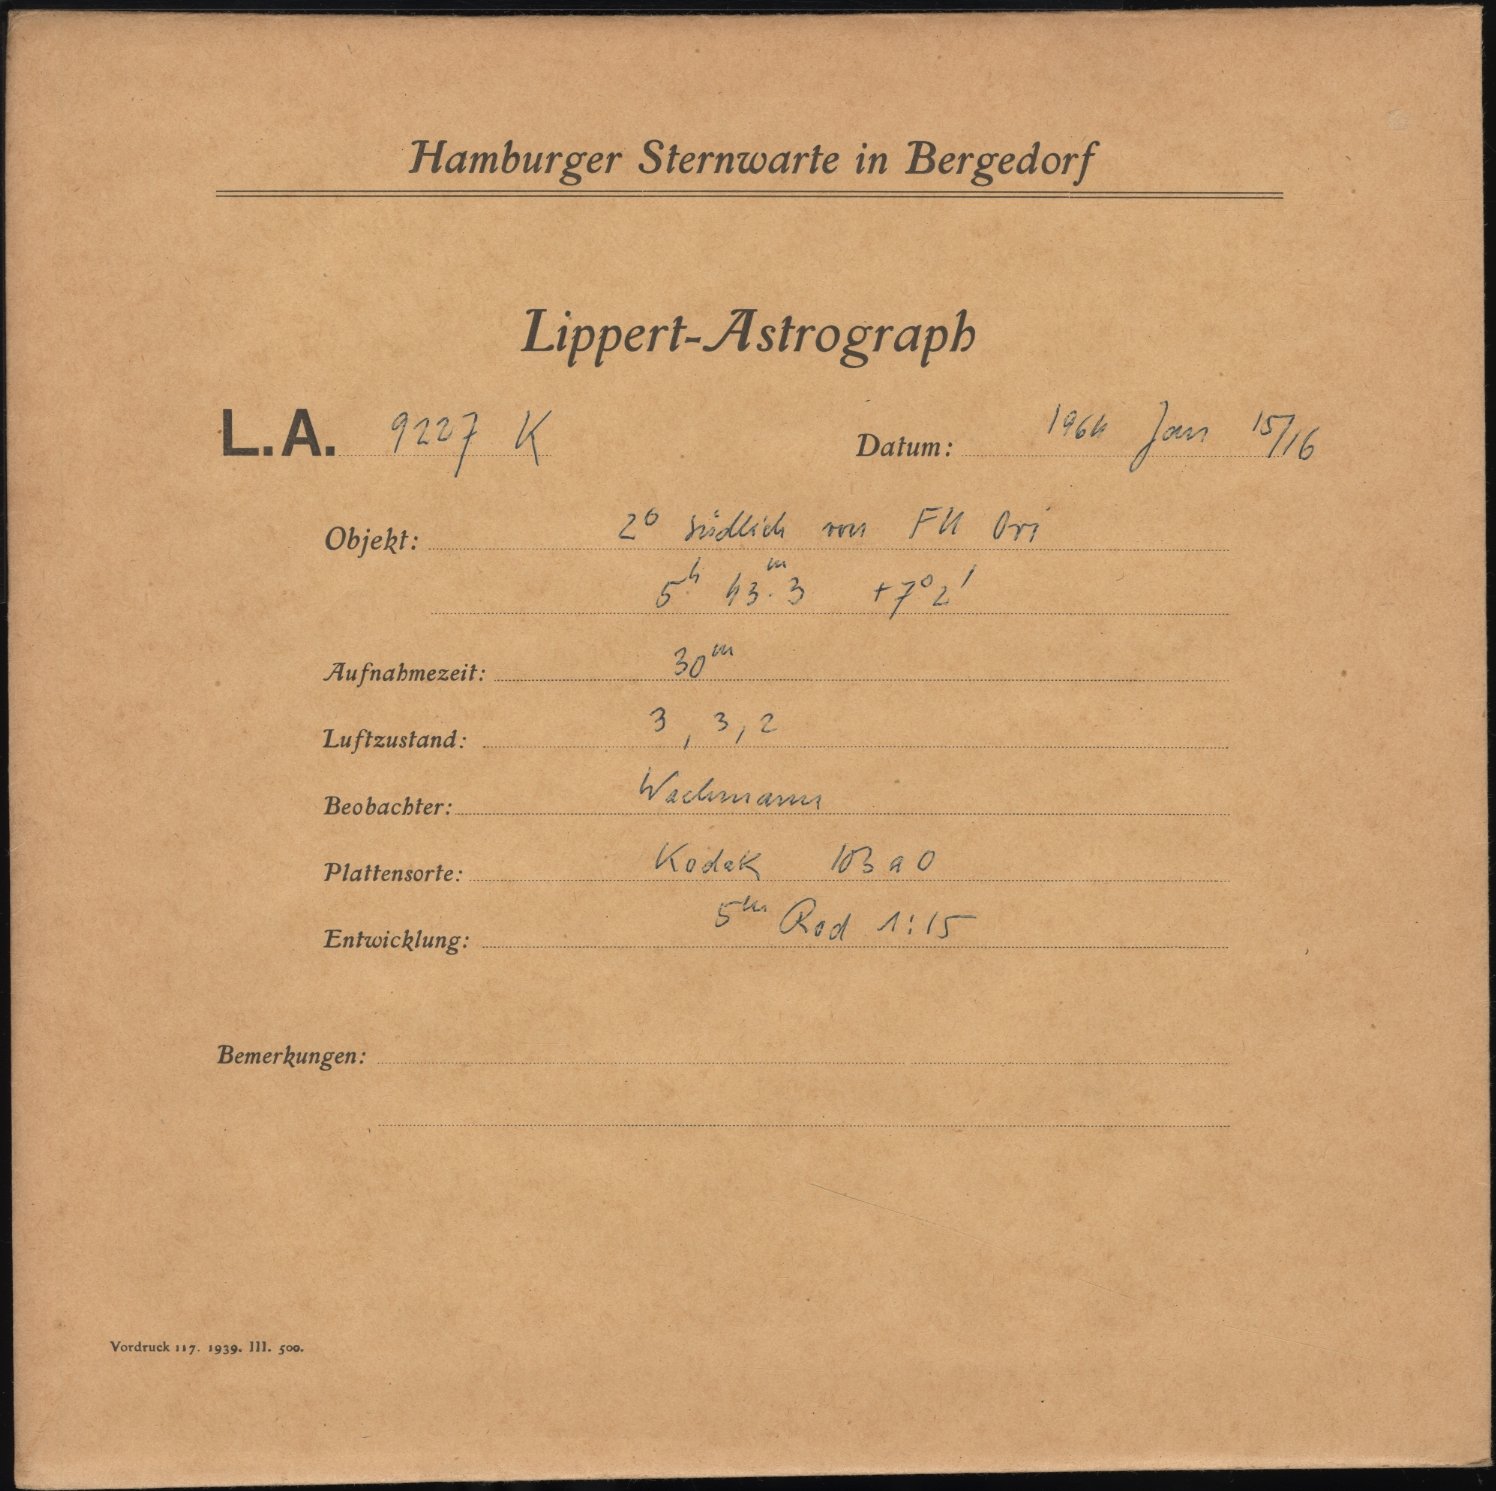 Hamburger Sternwarte in Bergedorf
Lippert-Astrograph
L.A. 9227 K Datum: 1964 Jan 15/16
Objekt: 2° südlich von FU Ori
5ʰ 43ᵐ.3 +7°2'
Aufnahmezeit: 30ᵐ
Luftzustand: 3, 3, 2
Beobachter: Wachmann
Plattensorte: Kodak 103 a O
Entwicklung: 5ᵐ Rod 1:15
Bemerkungen:
Vordruck 117. 1939. III. 500.